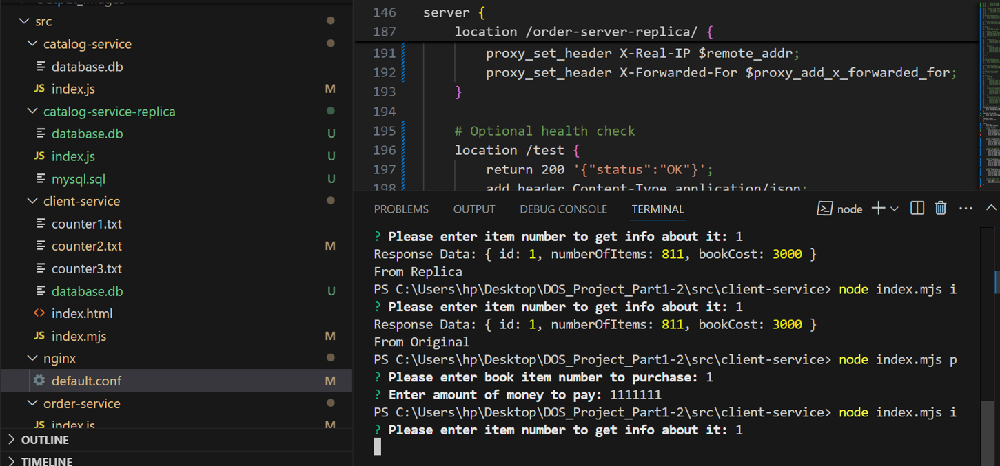 Output_images
src
catalog-service
database.db
JS index.js M
catalog-service-replica
database.db U
JS index.js U
mysql.sql U
client-service
counter1.txt
counter2.txt M
counter3.txt
database.db U
<> index.html
JS index.mjs M
nginx
default.conf M
order-service
JS index.js M
> OUTLINE
> TIMELINE
146 server {
187 location /order-server-replica/ {
191 proxy_set_header X-Real-IP $remote_addr;
192 proxy_set_header X-Forwarded-For $proxy_add_x_forwarded_for;
193 }
194
195 # Optional health check
196 location /test {
197 return 200 '{"status":"OK"}';
198 add_header Content-Type application/json;
PROBLEMS OUTPUT DEBUG CONSOLE TERMINAL node
? Please enter item number to get info about it: 1
Response Data: { id: 1, numberOfItems: 811, bookCost: 3000 }
From Replica
PS C:\Users\hp\Desktop\DOS_Project_Part1-2\src\client-service> node index.mjs i
? Please enter item number to get info about it: 1
Response Data: { id: 1, numberOfItems: 811, bookCost: 3000 }
From Original
PS C:\Users\hp\Desktop\DOS_Project_Part1-2\src\client-service> node index.mjs p
? Please enter book item number to purchase: 1
? Enter amount of money to pay: 1111111
PS C:\Users\hp\Desktop\DOS_Project_Part1-2\src\client-service> node index.mjs i
? Please enter item number to get info about it: 1